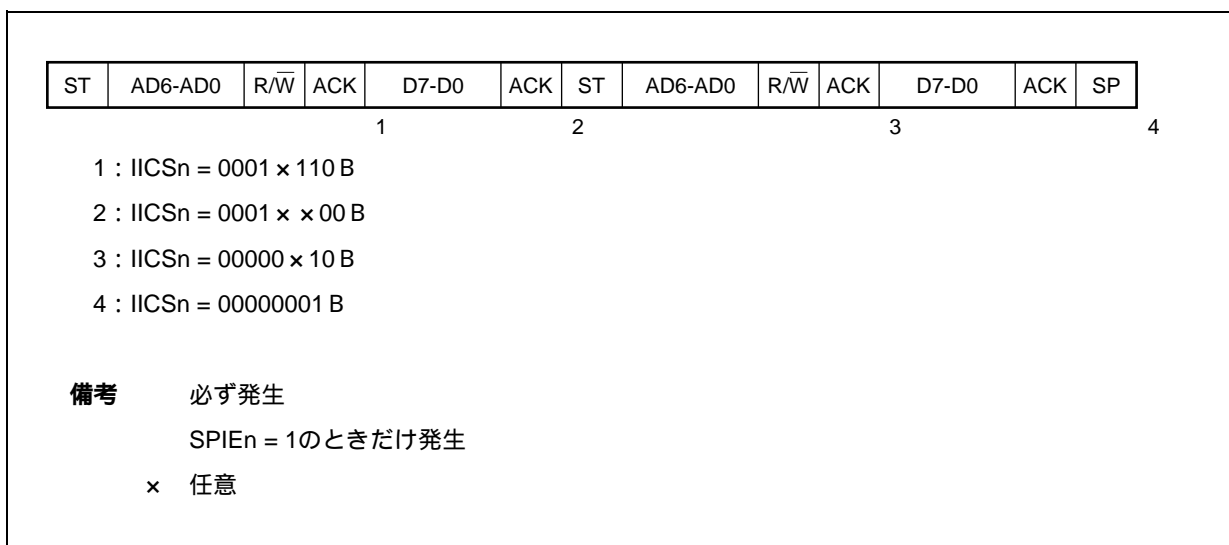 ST AD6-AD0 R/W̅ ACK D7-D0 ACK ST AD6-AD0 R/W̅ ACK D7-D0 ACK SP
1 2 3 4
1：IICSn = 0001×110 B
2：IICSn = 0001××00 B
3：IICSn = 00000×10 B
4：IICSn = 00000001 B
備考 必ず発生
SPIEn = 1のときだけ発生
× 任意